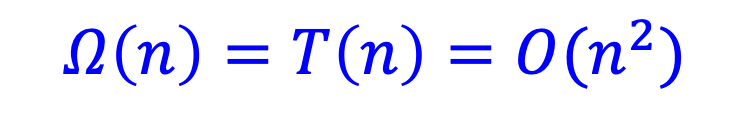 Ω(n) = T(n) = O(n²)